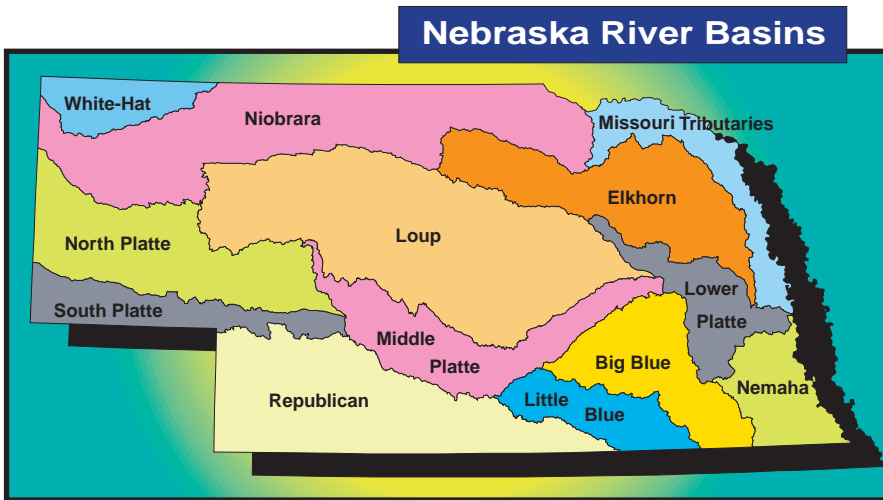 Nebraska River Basins
White-Hat
Niobrara
Missouri Tributaries
Elkhorn
North Platte
Loup
South Platte
Lower
Platte
Middle
Platte
Big Blue
Republican
Little
Blue
Nemaha